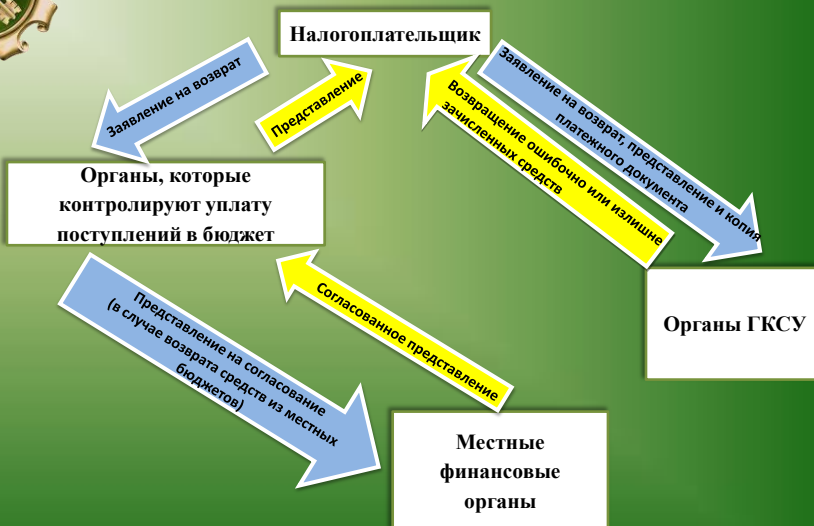 Налогоплательщик
Заявление на возврат
Представление
Возвращение ошибочно или излишне
зачисленных средств
Заявление на возврат, представление и копия
платежного документа
Органы, которые
контролируют уплату
поступлений в бюджет
Органы ГКСУ
Представление на согласование
(в случае возврата средств из местных
бюджетов)
Согласованное представление
Местные
финансовые
органы